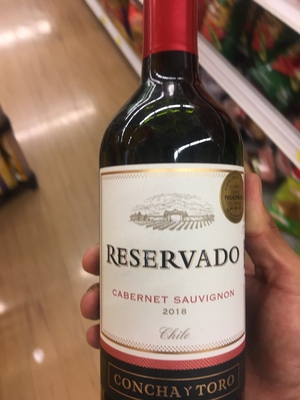 RESERVADO
CABERNET SAUVIGNON
2018
Chile
CONCHA Y TORO